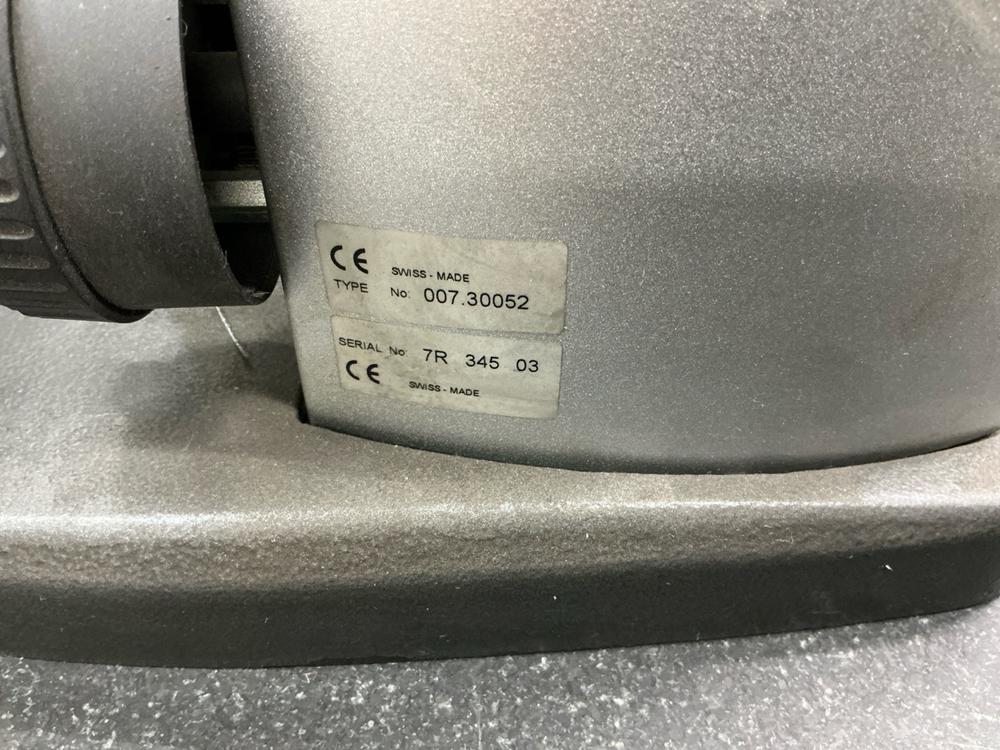 CE SWISS - MADE
TYPE No: 007.30052
SERIAL No: 7R 345 03
CE SWISS - MADE